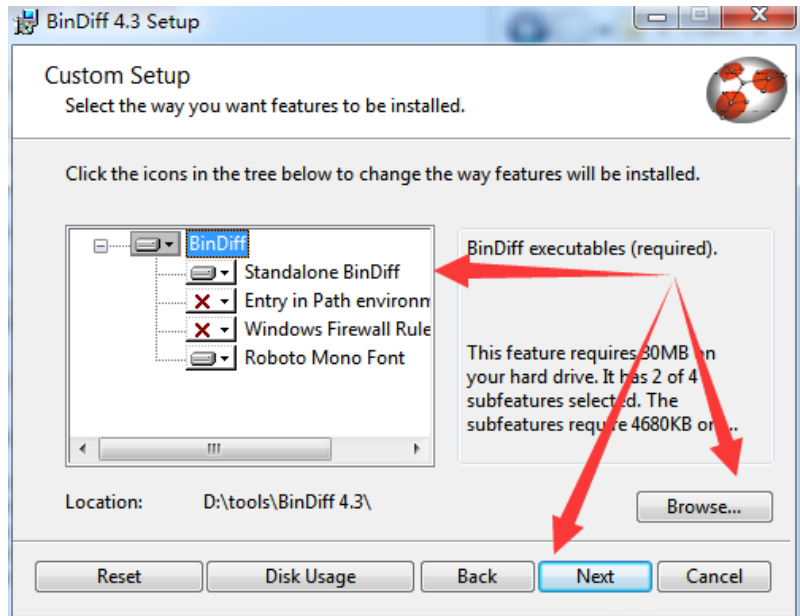 BinDiff 4.3 Setup
Custom Setup
Select the way you want features to be installed.
Click the icons in the tree below to change the way features will be installed.
BinDiff
Standalone BinDiff
Entry in Path environm
Windows Firewall Rule
Roboto Mono Font
BinDiff executables (required).
This feature requires 30MB on
your hard drive. It has 2 of 4
subfeatures selected. The
subfeatures require 4680KB on...
Location: D:\tools\BinDiff 4.3\
Browse...
Reset Disk Usage Back Next Cancel